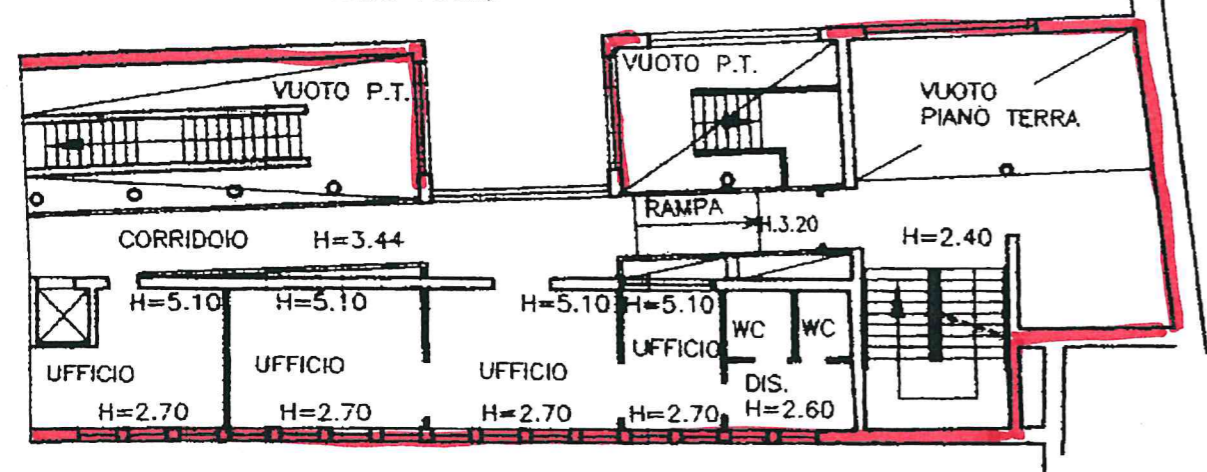 VUOTO P.T.
VUOTO P.T.
VUOTO
PIANO TERRA
RAMPA
H.3.20
CORRIDOIO
H=3.44
H=2.40
H=5.10
H=5.10
H=5.10
H=5.10
WC
WC
UFFICIO
UFFICIO
UFFICIO
UFFICIO
DIS.
H=2.70
H=2.70
H=2.70
H=2.70
H=2.60